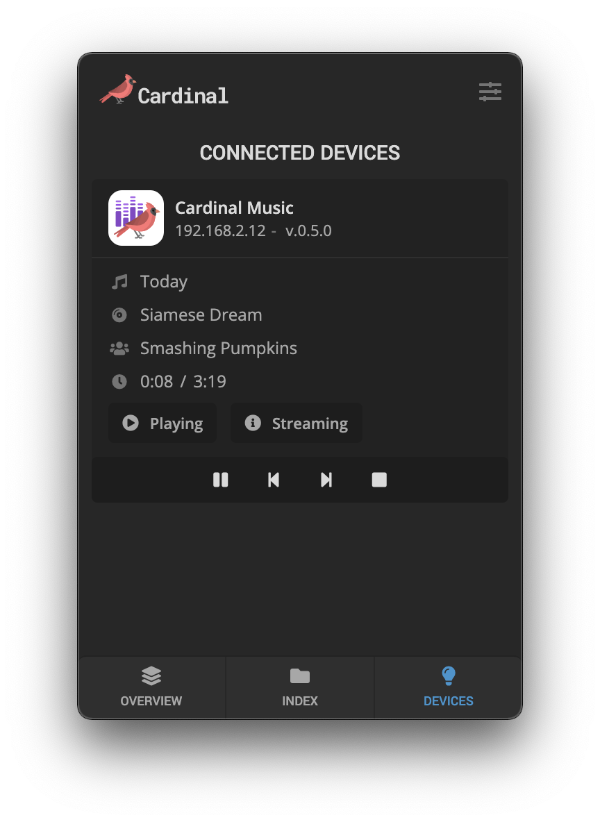 Cardinal
CONNECTED DEVICES
Cardinal Music
192.168.2.12 - v.0.5.0
Today
Siamese Dream
Smashing Pumpkins
0:08 / 3:19
Playing Streaming
OVERVIEW INDEX DEVICES